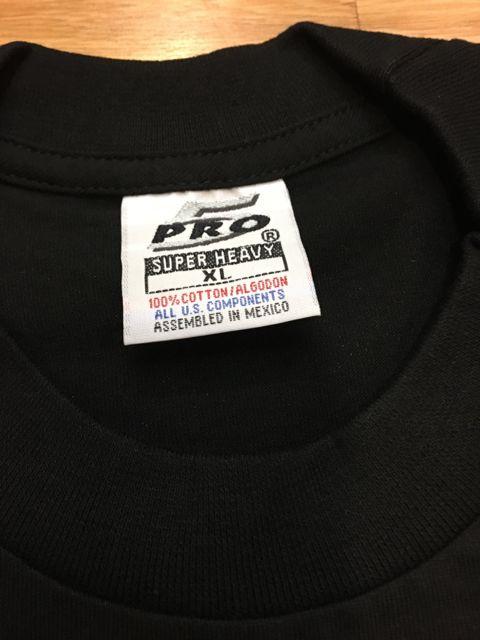 PRO®
SUPER HEAVY
XL
100% COTTON/ALGODON
ALL U.S. COMPONENTS
ASSEMBLED IN MEXICO